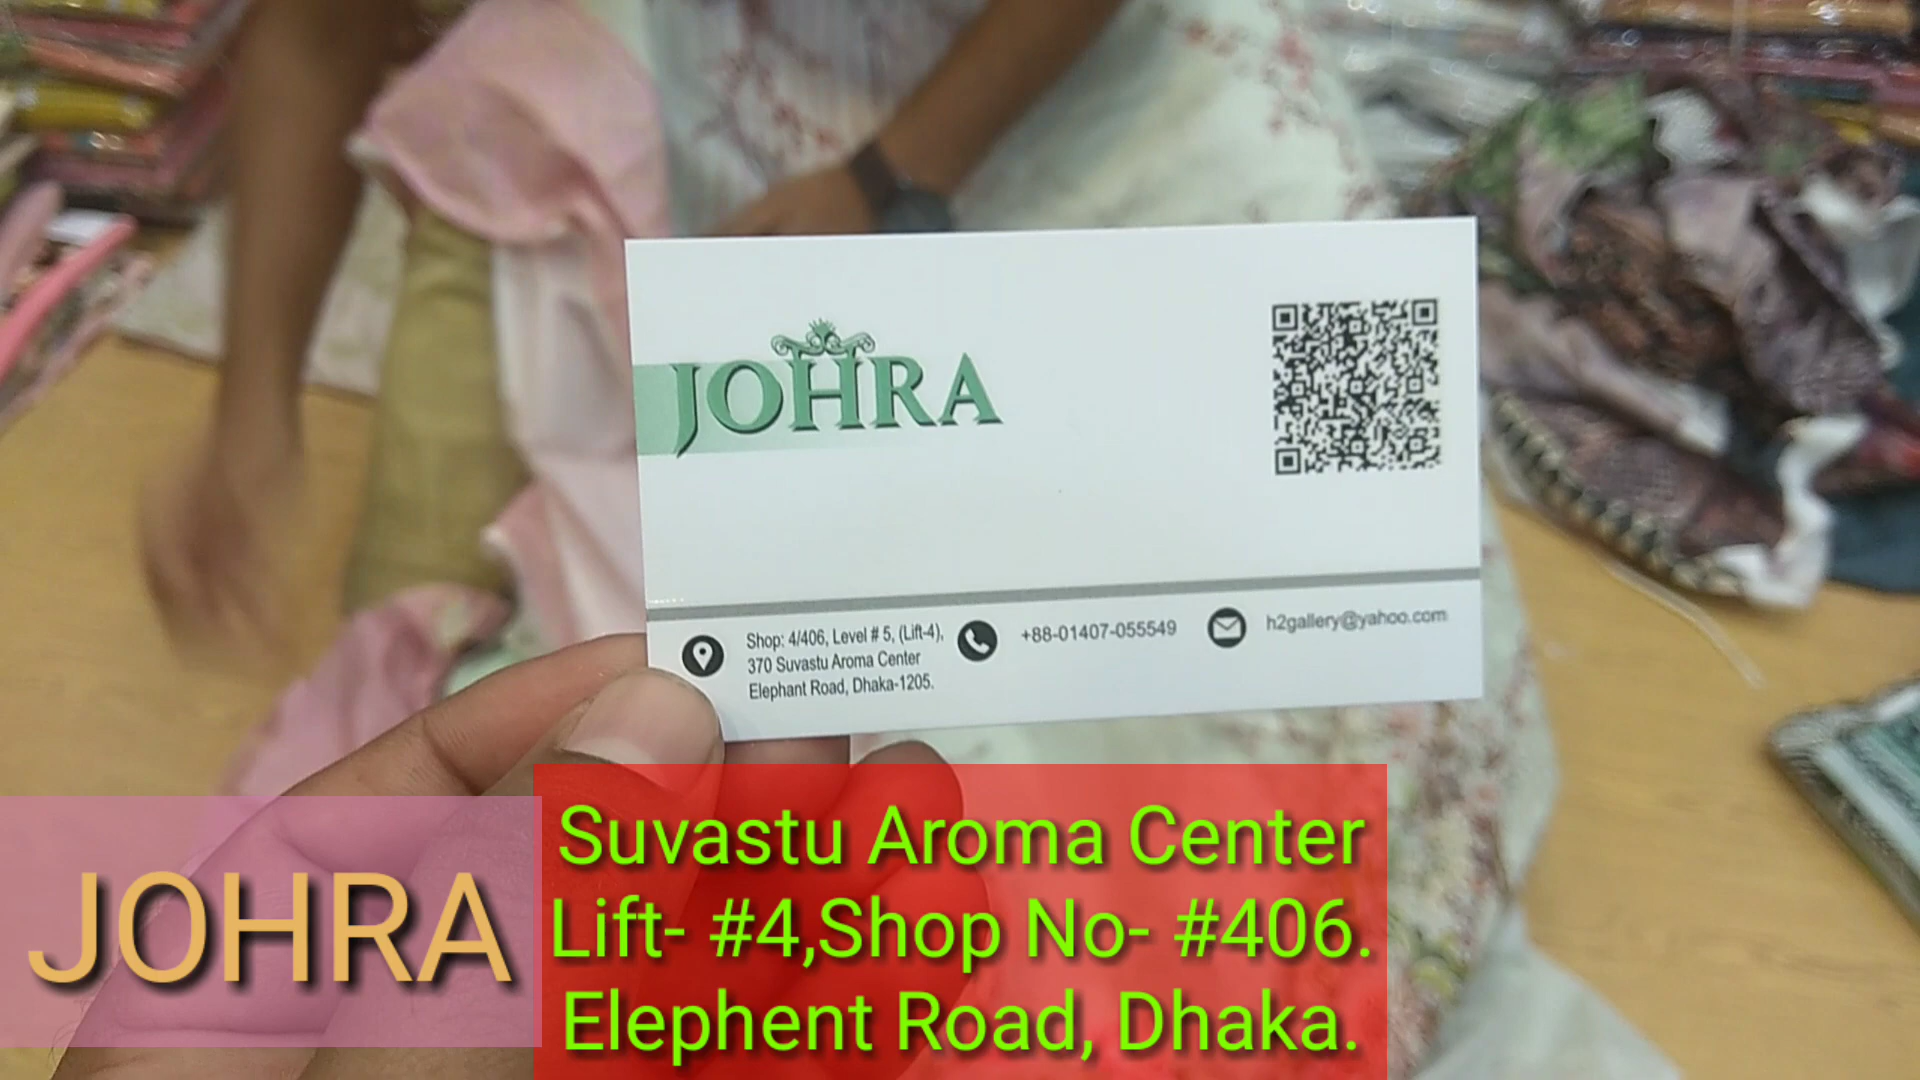 JOHRA
Shop: 4/406, Level # 5, (Lift-4),
370 Suvastu Aroma Center
Elephant Road, Dhaka-1205.
+88-01407-055549
h2gallery@yahoo.com
JOHRA
Suvastu Aroma Center
Lift- #4,Shop No- #406.
Elephent Road, Dhaka.